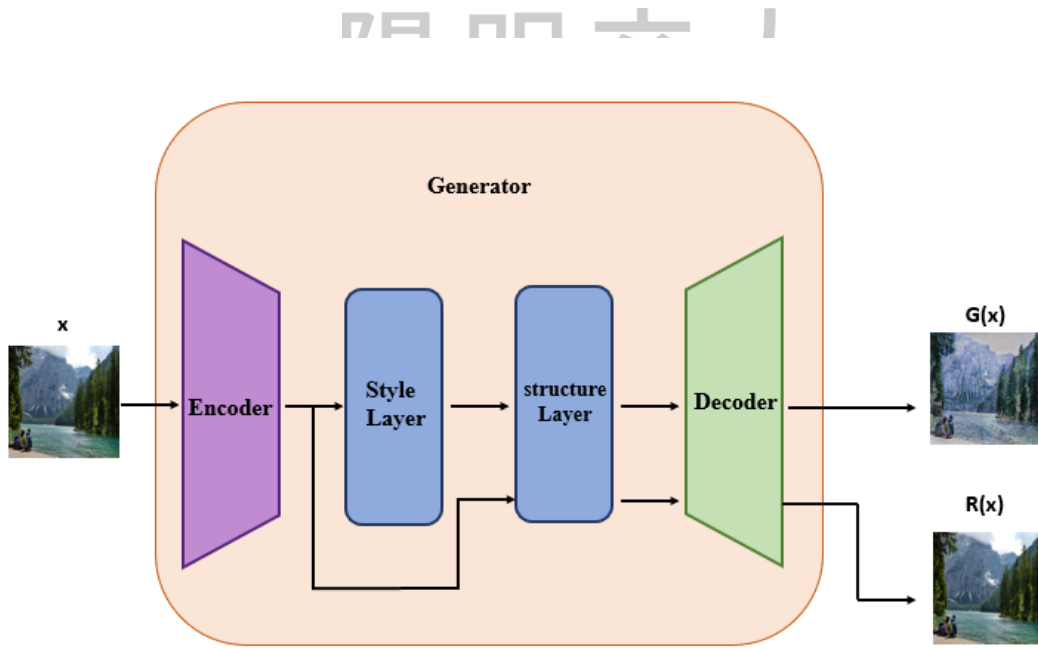 Generator
x
G(x)
Style
Layer
structure
Layer
Encoder
Decoder
R(x)